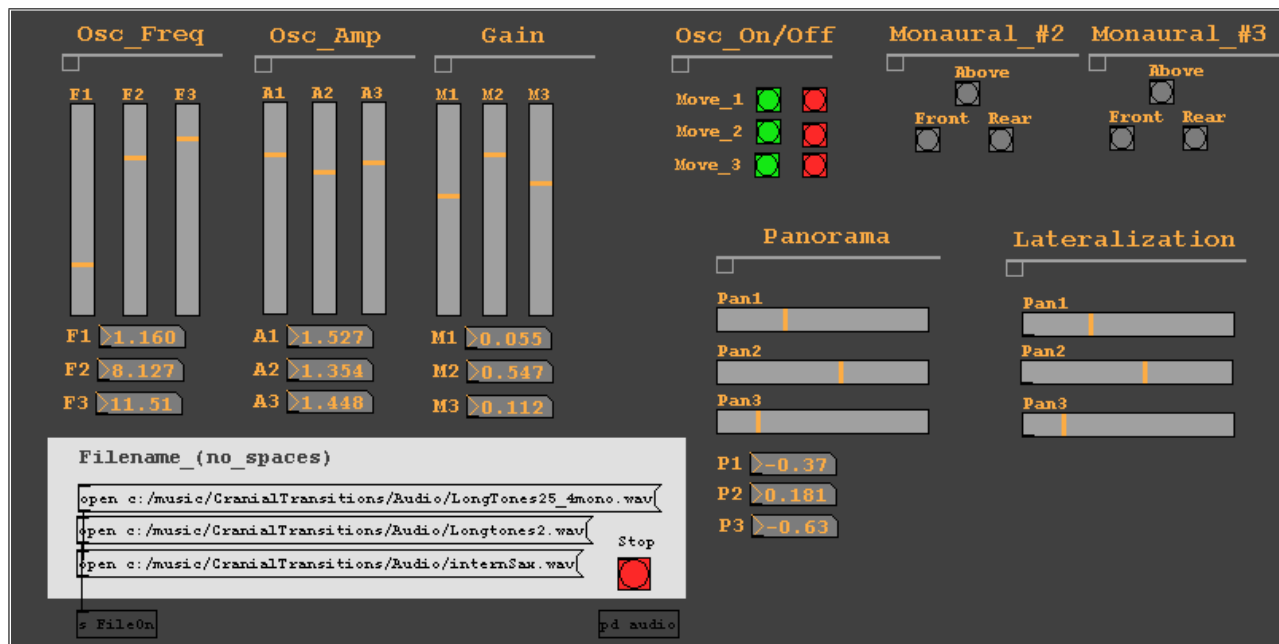 Osc_Freq Osc_Amp Gain Osc_On/Off Monaural_#2 Monaural_#3
F1 F2 F3 A1 A2 A3 M1 M2 M3
Above Above
Move_1
Front Rear Front Rear
Move_2
Move_3
Panorama Lateralization
Pan1 Pan1
F1 1.160 A1 1.527 M1 0.055
Pan2 Pan2
F2 8.127 A2 1.354 M2 0.547
Pan3 Pan3
F3 11.51 A3 1.448 M3 0.112
Filename_(no_spaces)
P1 -0.37
open c:/music/CranialTransitions/Audio/LongTones25_4mono.wav
P2 0.181
open c:/music/CranialTransitions/Audio/Longtones2.wav
P3 -0.63
Stop
open c:/music/CranialTransitions/Audio/internSax.wav
s FileOn pd audio